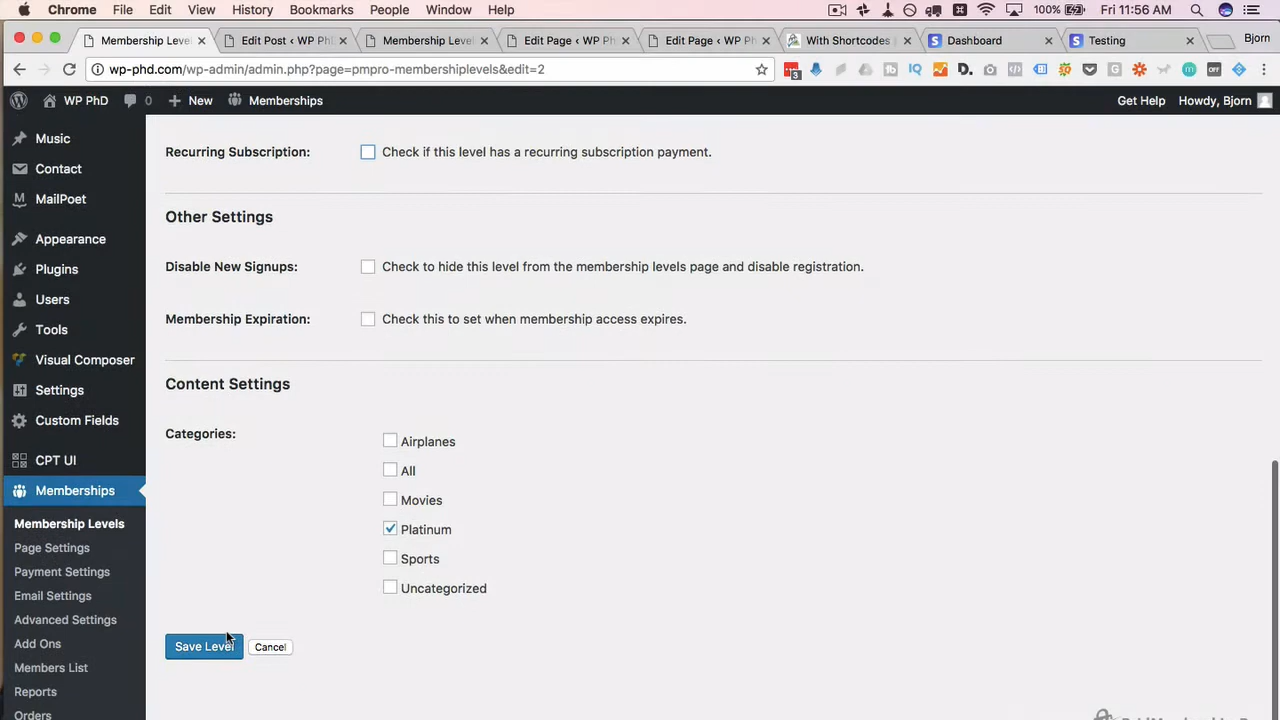 Chrome File Edit View History Bookmarks People Window Help 100% Fri 11:56 AM
Membership Leve Edit Post ‹ WP Ph Membership Leve Edit Page ‹ WP Ph Edit Page ‹ WP Ph With Shortcodes Dashboard Testing Bjorn
wp-phd.com/wp-admin/admin.php?page=pmpro-membershiplevels&edit=2
WP PhD 0 New Memberships Get Help Howdy, Bjorn
Music
Contact
MailPoet
Appearance
Plugins
Users
Tools
Visual Composer
Settings
Custom Fields
CPT UI
Memberships
Membership Levels
Page Settings
Payment Settings
Email Settings
Advanced Settings
Add Ons
Members List
Reports
Orders
Recurring Subscription: Check if this level has a recurring subscription payment.
Other Settings
Disable New Signups: Check to hide this level from the membership levels page and disable registration.
Membership Expiration: Check this to set when membership access expires.
Content Settings
Categories:
Airplanes
All
Movies
Platinum
Sports
Uncategorized
Save Level Cancel